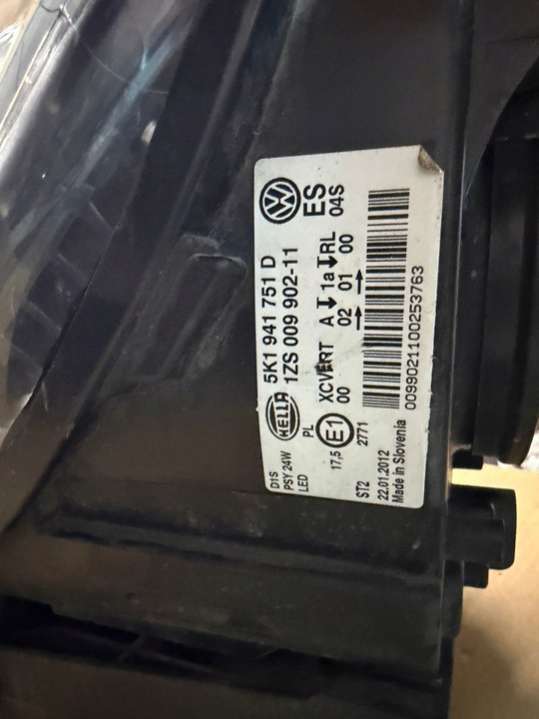 VW
ES
04S
5K1 941 751 D
HELLA
1ZS 009 902-11
D1S
PSY 24W
LED
PL
XCVERT A 1a RL
00 02 01 00
17,5
E1
2771
ST2
22.01.2012
Made in Slovenia
0099021100253763